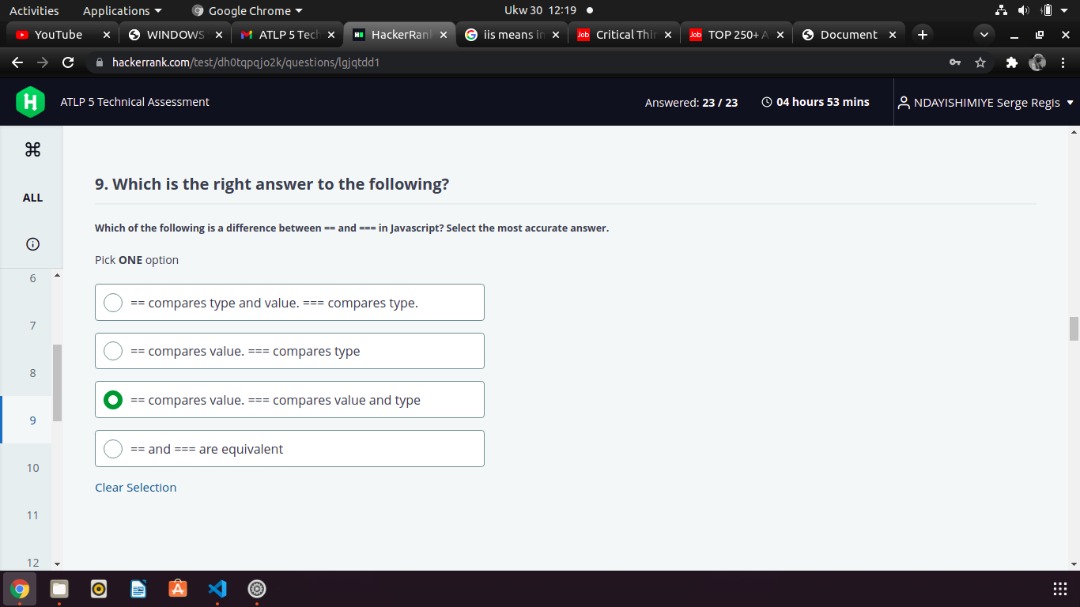 Activities Applications Google Chrome Ukw 30 12:19
YouTube WINDOWS ATLP 5 Tech HackerRan iis means in Critical Thin TOP 250+ A Document
hackerrank.com/test/dh0tqpqjo2k/questions/lgjqtdd1
H ATLP 5 Technical Assessment Answered: 23 / 23 04 hours 53 mins NDAYISHIMIYE Serge Regis
ALL
9. Which is the right answer to the following?
Which of the following is a difference between == and === in Javascript? Select the most accurate answer.
Pick ONE option
== compares type and value. === compares type.
== compares value. === compares type
== compares value. === compares value and type
== and === are equivalent
Clear Selection
6
7
8
9
10
11
12